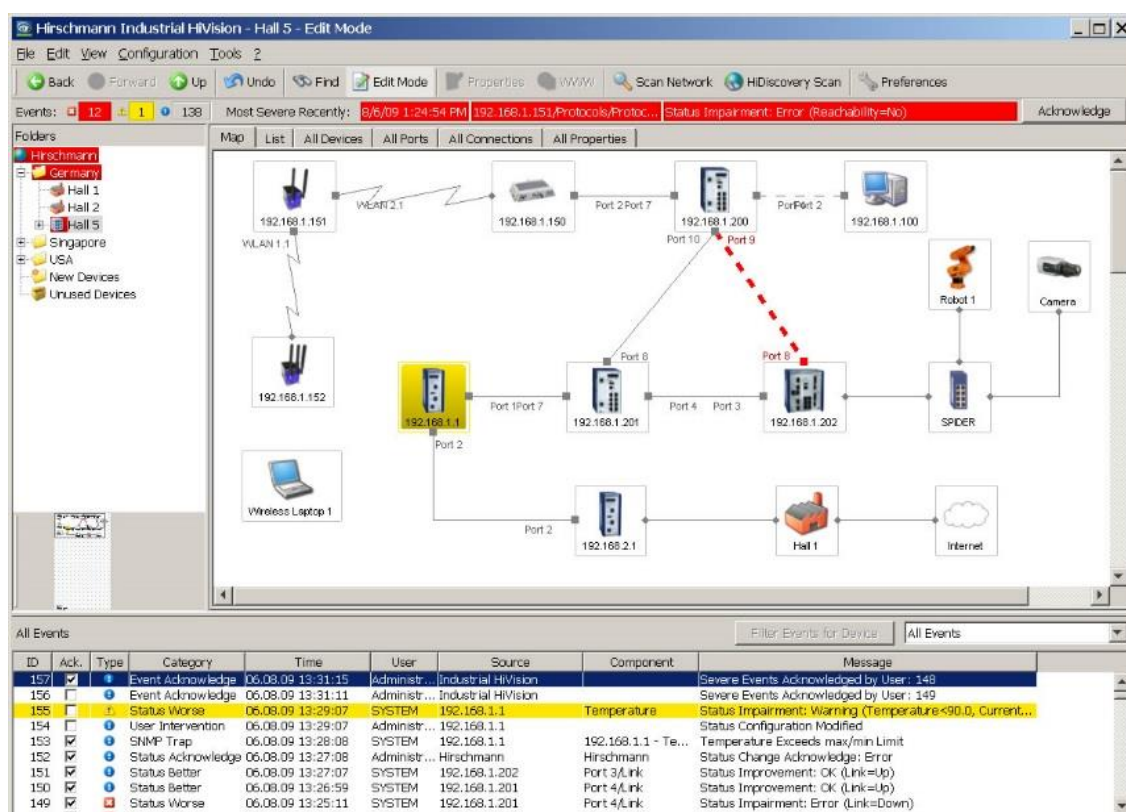 Hirschmann Industrial HiVision - Hall 5 - Edit Mode
File Edit View Configuration Tools ?
Back Forward Up Undo Find Edit Mode Properties WWW Scan Network HiDiscovery Scan Preferences
Events: 12 1 138 Most Severe Recently: 8/6/09 1:24:54 PM 192.168.1.151/Protocols/Protoc... Status Impairment: Error (Reachability=No) Acknowledge
Folders
Hirschmann
Germany
Hall 1
Hall 2
Hall 5
Singapore
USA
New Devices
Unused Devices
Map List All Devices All Ports All Connections All Properties
192.168.1.151
WLAN 2.1
192.168.1.150
Port 2 Port 7
192.168.1.200
Port 2
192.168.1.100
WLAN 1.1
Port 10 Port 9
Robot 1
Camera
192.168.1.152
Port 8
Port 8
192.168.1.1
Port 1 Port 7
192.168.1.201
Port 4 Port 3
192.168.1.202
SPIDER
Port 2
Wireless Laptop 1
Port 2
192.168.2.1
Hall 1
Internet
All Events
Filter Events for Device
All Events
ID Ack. Type Category Time User Source Component Message
157 Event Acknowledge 06.08.09 13:31:15 Administr... Industrial HiVision Severe Events Acknowledged by User: 148
156 Event Acknowledge 06.08.09 13:31:11 Administr... Industrial HiVision Severe Events Acknowledged by User: 149
155 Status Worse 06.08.09 13:29:07 SYSTEM 192.168.1.1 Temperature Status Impairment: Warning (Temperature<90.0, Current...
154 User Intervention 06.08.09 13:29:07 Administr... 192.168.1.1 Status Configuration Modified
153 SNMP Trap 06.08.09 13:28:08 SYSTEM 192.168.1.1 192.168.1.1 - Te... Temperature Exceeds max/min Limit
152 Status Acknowledge 06.08.09 13:27:08 Administr... Hirschmann Hirschmann Status Change Acknowledge: Error
151 Status Better 06.08.09 13:27:07 SYSTEM 192.168.1.202 Port 3/Link Status Improvement: OK (Link=Up)
150 Status Better 06.08.09 13:26:59 SYSTEM 192.168.1.201 Port 4/Link Status Improvement: OK (Link=Up)
149 Status Worse 06.08.09 13:25:11 SYSTEM 192.168.1.201 Port 4/Link Status Impairment: Error (Link=Down)